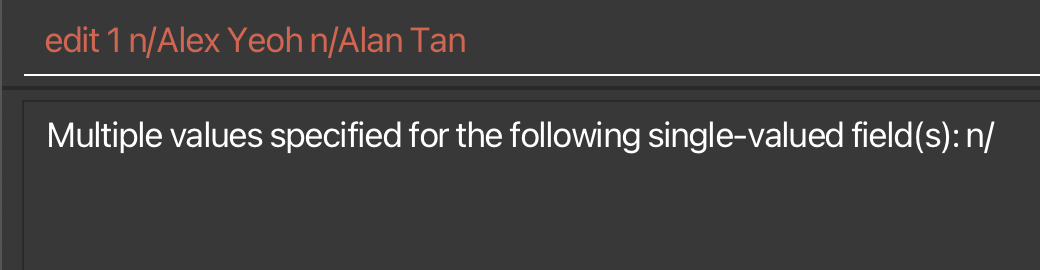 edit 1 n/Alex Yeoh n/Alan Tan
Multiple values specified for the following single-valued field(s): n/